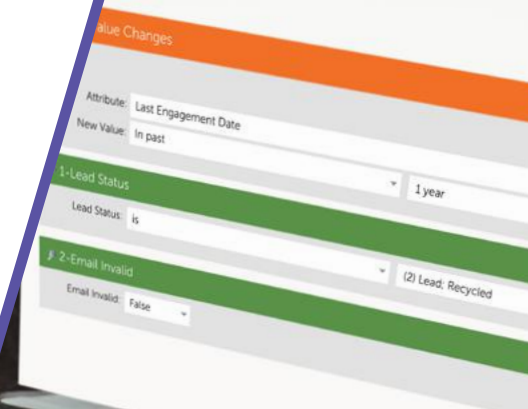 alue Changes
Attribute: Last Engagement Date
New Value: In past 1 year
1-Lead Status
Lead Status: is (2) Lead; Recycled
2-Email Invalid
Email Invalid: False